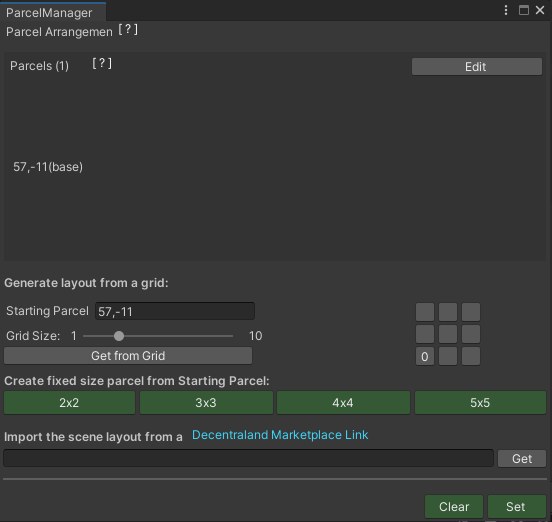 ParcelManager
Parcel Arrangemen [?]
Parcels (1) [?] Edit
57,-11(base)
Generate layout from a grid:
Starting Parcel 57,-11
Grid Size: 1 10
Get from Grid
0
Create fixed size parcel from Starting Parcel:
2x2 3x3 4x4 5x5
Import the scene layout from a Decentraland Marketplace Link
Get
Clear Set